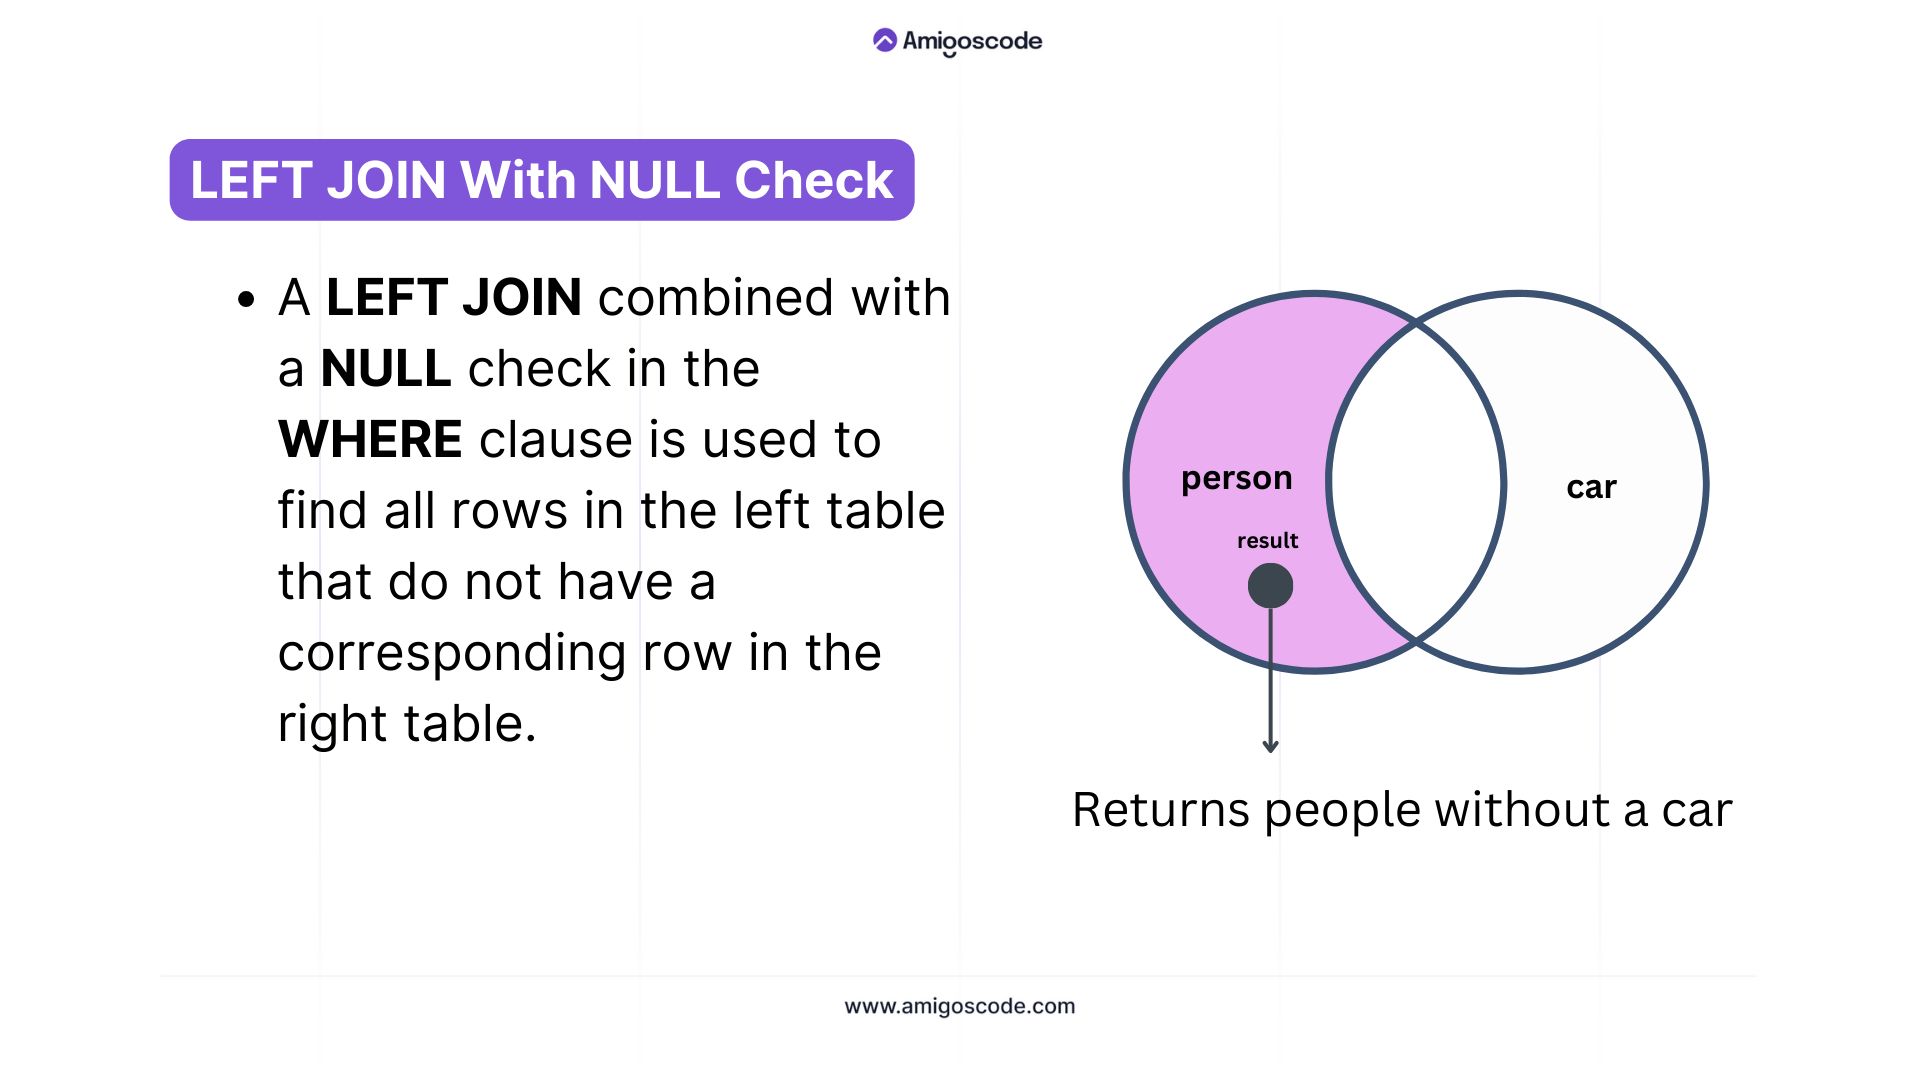 Amigoscode
LEFT JOIN With NULL Check
• A LEFT JOIN combined with
a NULL check in the
WHERE clause is used to
find all rows in the left table
that do not have a
corresponding row in the
right table.
person
car
result
Returns people without a car
www.amigoscode.com